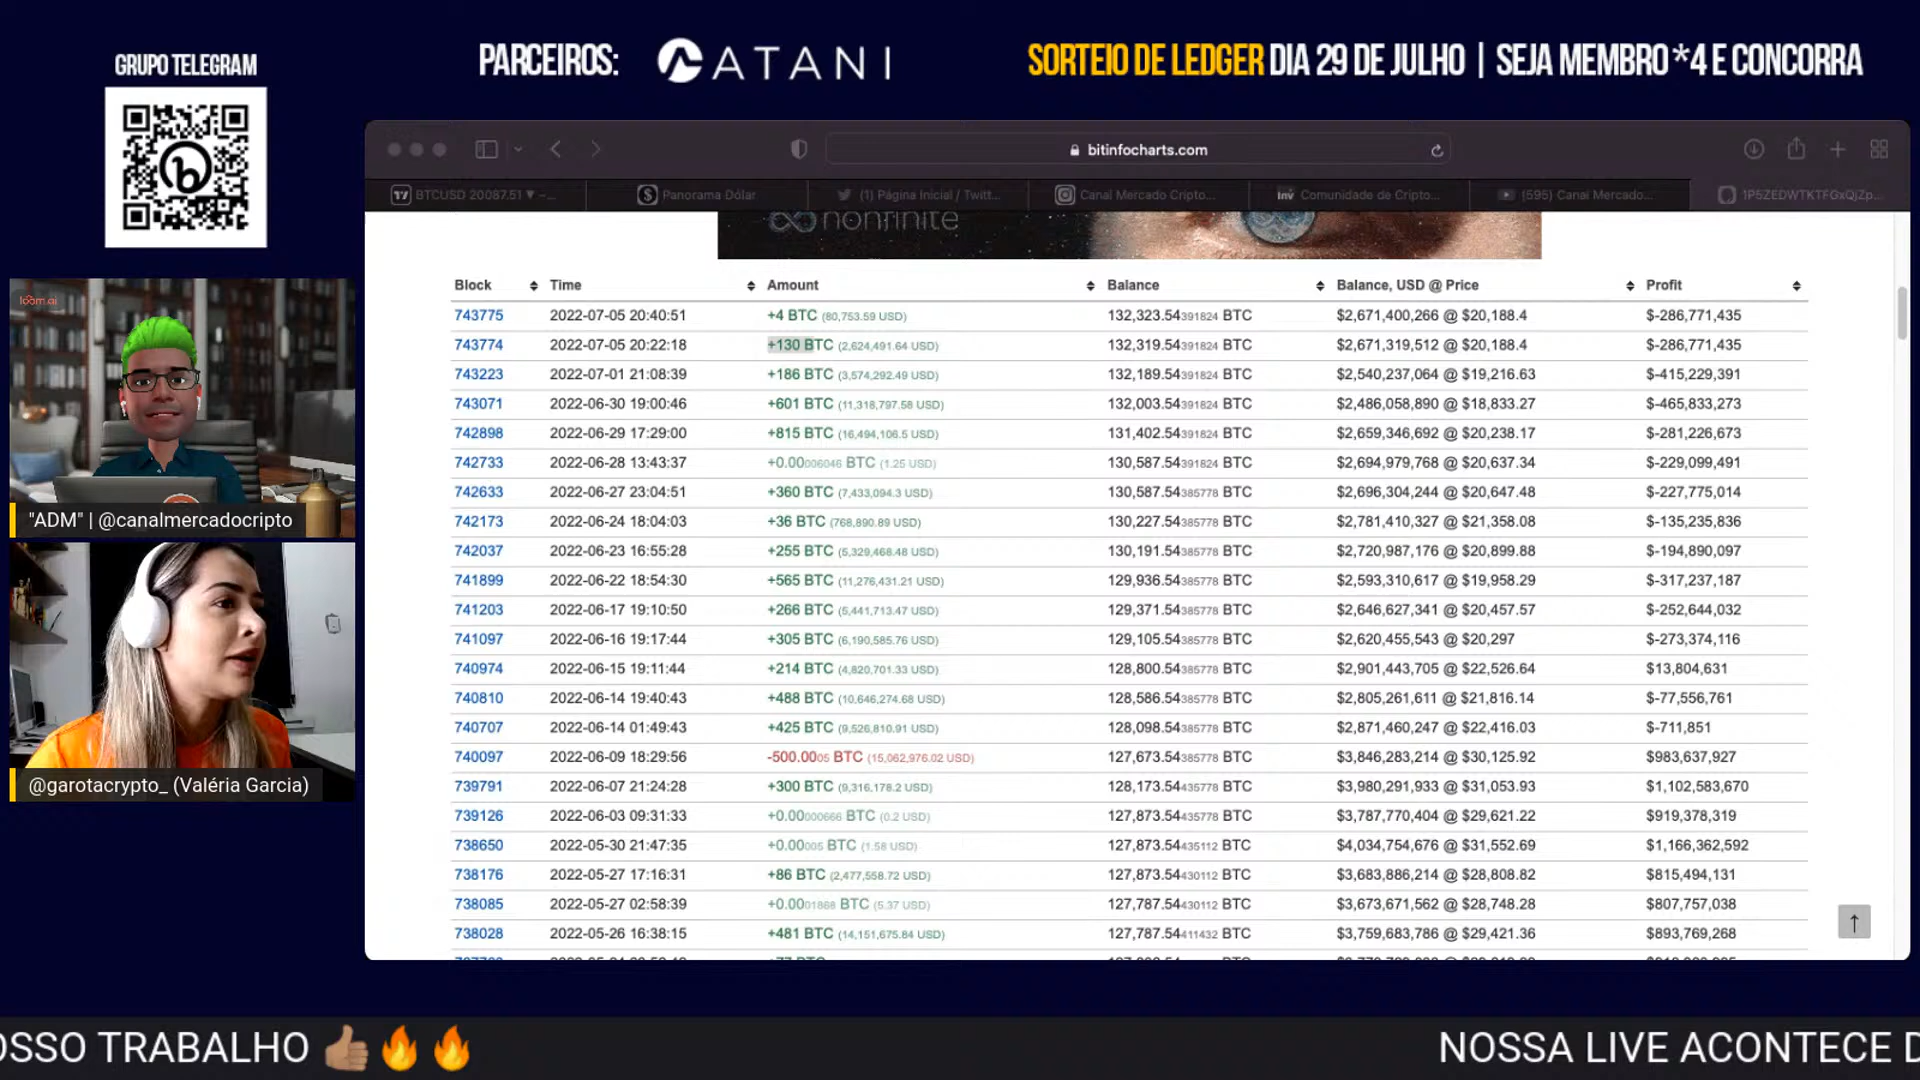 GRUPO TELEGRAM
PARCEIROS: ATANI
SORTEIO DE LEDGER DIA 29 DE JULHO | SEJA MEMBRO *4 E CONCORRA
bitinfocharts.com
BTCUSD 20087.51 ▼ –...
Panorama Dólar
(1) Página Inicial / Twitt...
Canal Mercado Cripto...
Inv Comunidade de Cripto...
(595) Canal Mercado...
1P5ZEDWTKTFGxQjZp...
nonfinite
Block Time Amount Balance Balance, USD @ Price Profit
743775 2022-07-05 20:40:51 +4 BTC (80,753.59 USD) 132,323.54391824 BTC $2,671,400,266 @ $20,188.4 $-286,771,435
743774 2022-07-05 20:22:18 +130 BTC (2,624,491.64 USD) 132,319.54391824 BTC $2,671,319,512 @ $20,188.4 $-286,771,435
743223 2022-07-01 21:08:39 +186 BTC (3,574,292.49 USD) 132,189.54391824 BTC $2,540,237,064 @ $19,216.63 $-415,229,391
743071 2022-06-30 19:00:46 +601 BTC (11,318,797.58 USD) 132,003.54391824 BTC $2,486,058,890 @ $18,833.27 $-465,833,273
742898 2022-06-29 17:29:00 +815 BTC (16,494,106.5 USD) 131,402.54391824 BTC $2,659,346,692 @ $20,238.17 $-281,226,673
742733 2022-06-28 13:43:37 +0.00006046 BTC (1.25 USD) 130,587.54391824 BTC $2,694,979,768 @ $20,637.34 $-229,099,491
742633 2022-06-27 23:04:51 +360 BTC (7,433,094.3 USD) 130,587.54385778 BTC $2,696,304,244 @ $20,647.48 $-227,775,014
742173 2022-06-24 18:04:03 +36 BTC (768,890.89 USD) 130,227.54385778 BTC $2,781,410,327 @ $21,358.08 $-135,235,836
742037 2022-06-23 16:55:28 +255 BTC (5,329,468.48 USD) 130,191.54385778 BTC $2,720,987,176 @ $20,899.88 $-194,890,097
741899 2022-06-22 18:54:30 +565 BTC (11,276,431.21 USD) 129,936.54385778 BTC $2,593,310,617 @ $19,958.29 $-317,237,187
741203 2022-06-17 19:10:50 +266 BTC (5,441,713.47 USD) 129,371.54385778 BTC $2,646,627,341 @ $20,457.57 $-252,644,032
741097 2022-06-16 19:17:44 +305 BTC (6,190,585.76 USD) 129,105.54385778 BTC $2,620,455,543 @ $20,297 $-273,374,116
740974 2022-06-15 19:11:44 +214 BTC (4,820,701.33 USD) 128,800.54385778 BTC $2,901,443,705 @ $22,526.64 $13,804,631
740810 2022-06-14 19:40:43 +488 BTC (10,646,274.68 USD) 128,586.54385778 BTC $2,805,261,611 @ $21,816.14 $-77,556,761
740707 2022-06-14 01:49:43 +425 BTC (9,526,810.91 USD) 128,098.54385778 BTC $2,871,460,247 @ $22,416.03 $-711,851
740097 2022-06-09 18:29:56 -500.0005 BTC (15,062,976.02 USD) 127,673.54385778 BTC $3,846,283,214 @ $30,125.92 $983,637,927
739791 2022-06-07 21:24:28 +300 BTC (9,316,178.2 USD) 128,173.54435778 BTC $3,980,291,933 @ $31,053.93 $1,102,583,670
739126 2022-06-03 09:31:33 +0.00000666 BTC (0.2 USD) 127,873.54435778 BTC $3,787,770,404 @ $29,621.22 $919,378,319
738650 2022-05-30 21:47:35 +0.00005 BTC (1.58 USD) 127,873.54435112 BTC $4,034,754,676 @ $31,552.69 $1,166,362,592
738176 2022-05-27 17:16:31 +86 BTC (2,477,558.72 USD) 127,873.54430112 BTC $3,683,886,214 @ $28,808.82 $815,494,131
738085 2022-05-27 02:58:39 +0.0001868 BTC (5.37 USD) 127,787.54430112 BTC $3,673,671,562 @ $28,748.28 $807,757,038
738028 2022-05-26 16:38:15 +481 BTC (14,151,675.84 USD) 127,787.54411432 BTC $3,759,683,786 @ $29,421.36 $893,769,268
loom.ai
"ADM" | @canalmercadocripto
@garotacrypto_ (Valéria Garcia)
OSSO TRABALHO 👍🏽🔥🔥 NOSSA LIVE ACONTECE D